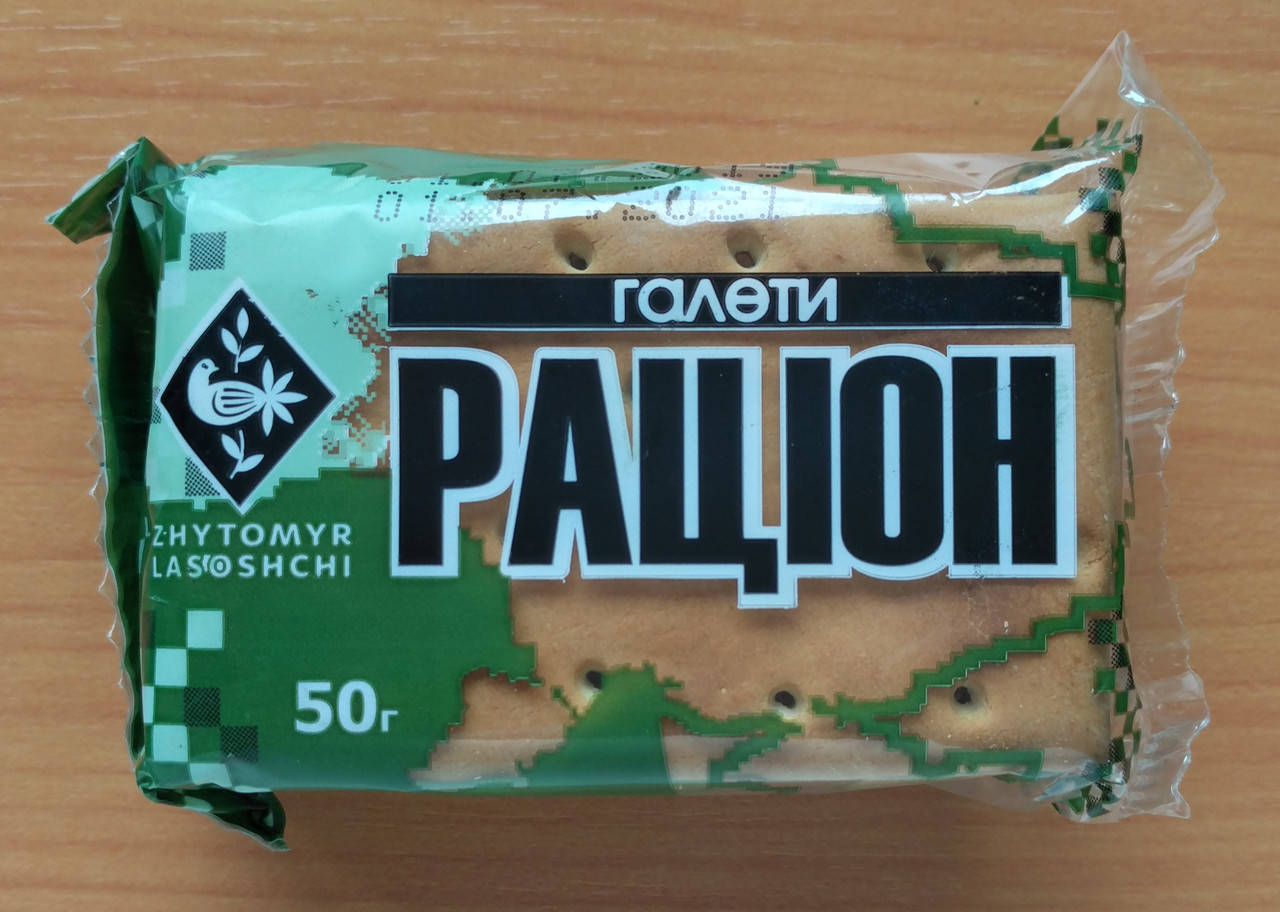 галети
РАЦІОН
ZHYTOMYR
LASOSHCHI
50г